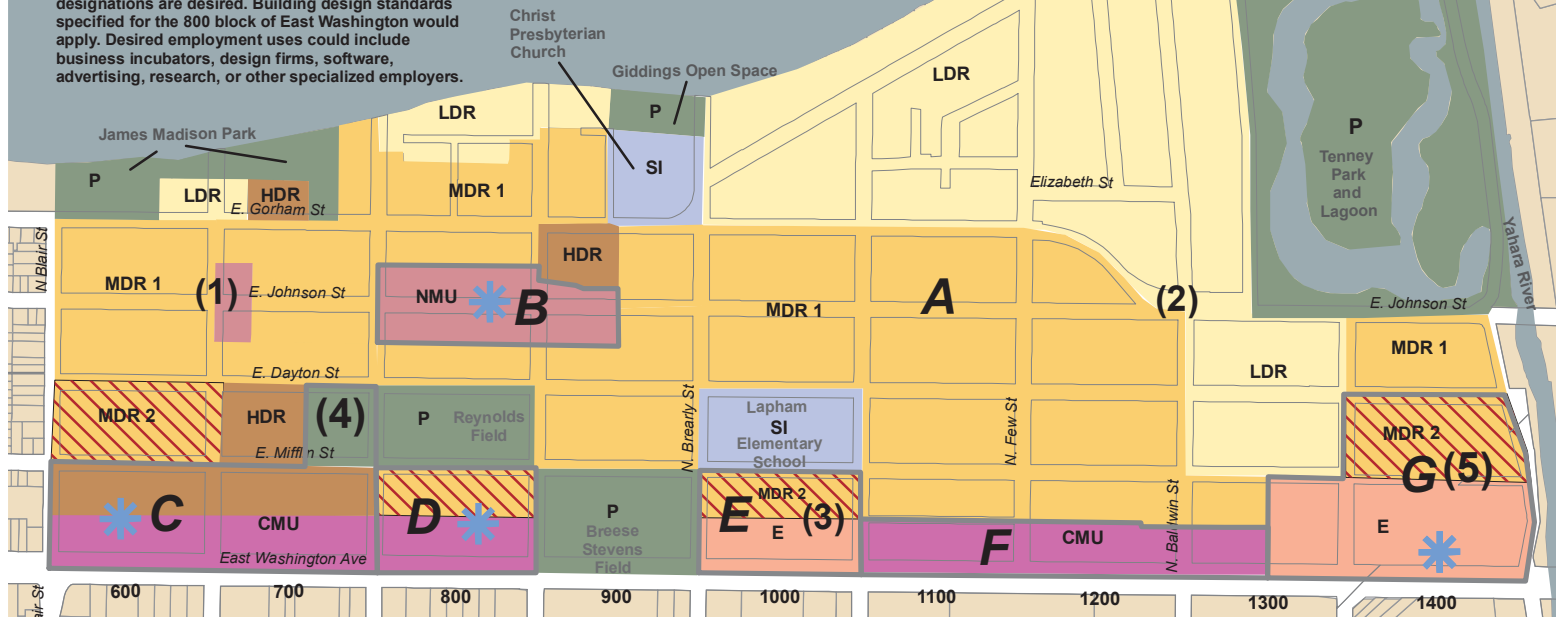 designations are desired. Building design standards
specified for the 800 block of East Washington would
apply. Desired employment uses could include
business incubators, design firms, software,
advertising, research, or other specialized employers.
Christ
Presbyterian
Church
Giddings Open Space
LDR
LDR
P
James Madison Park
P
LDR
HDR
MDR 1
SI
E. Gorham St
Elizabeth St
P
Tenney
Park
and
Lagoon
Yahara River
N Blair St
MDR 1
(1)
E. Johnson St
NMU
B
HDR
MDR 1
A
(2)
E. Johnson St
MDR 1
LDR
E. Dayton St
MDR 2
HDR
(4)
P
Reynolds
Field
E. Mifflin St
N. Brearly St
Lapham
SI
Elementary
School
N. Few St
MDR 2
G
(5)
C
CMU
D
P
Breese
Stevens
Field
MDR 2
E
(3)
E
F
CMU
N. Baldwin St
E
East Washington Ave
air St
600
700
800
900
1000
1100
1200
1300
1400